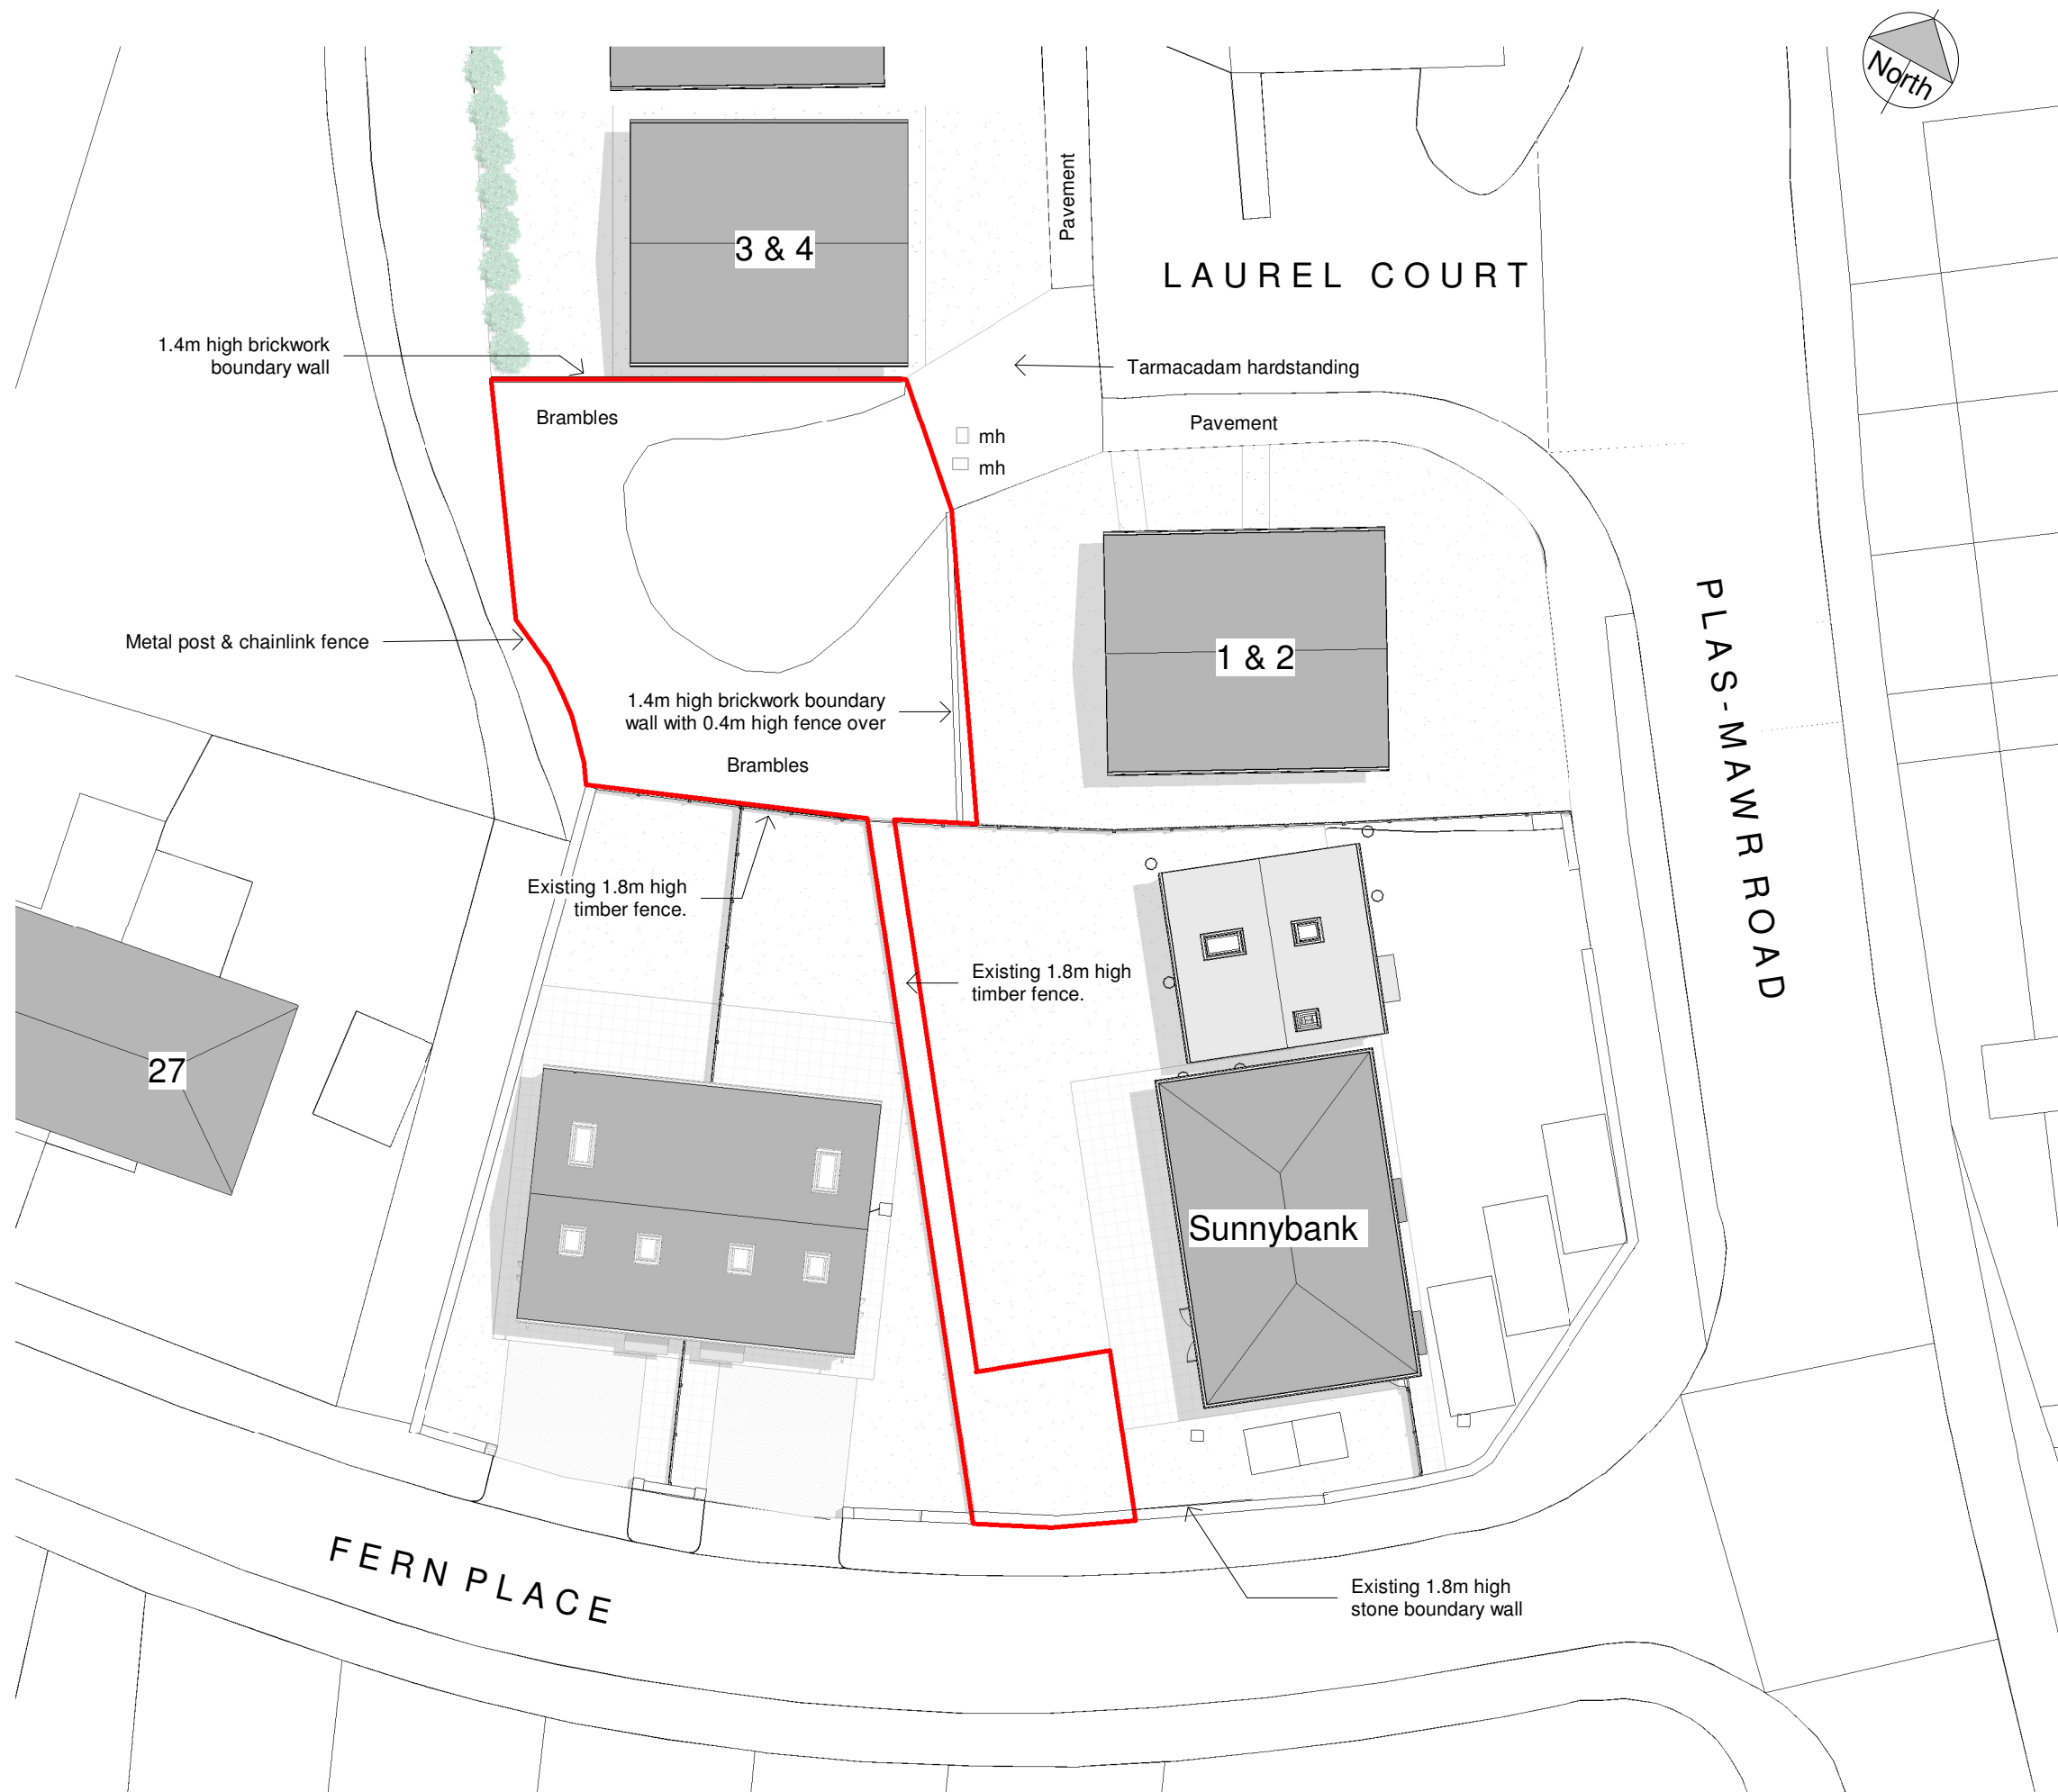 North
Pavement
3 & 4
LAUREL COURT
1.4m high brickwork
boundary wall
Tarmacadam hardstanding
Brambles
Pavement
mh
mh
Metal post & chainlink fence
1 & 2
PLAS-MAWR ROAD
1.4m high brickwork boundary
wall with 0.4m high fence over
Brambles
Existing 1.8m high
timber fence.
Existing 1.8m high
timber fence.
27
Sunnybank
FERN PLACE
Existing 1.8m high
stone boundary wall